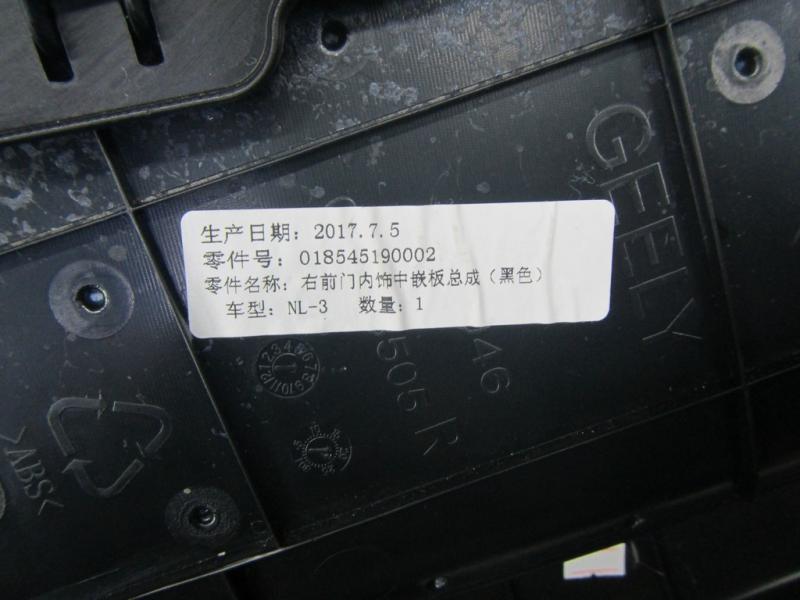 生产日期：2017.7.5
零件号：018545190002
零件名称：右前门内饰中嵌板总成（黑色）
车型：NL-3 数量：1
GEELY
>ABS<